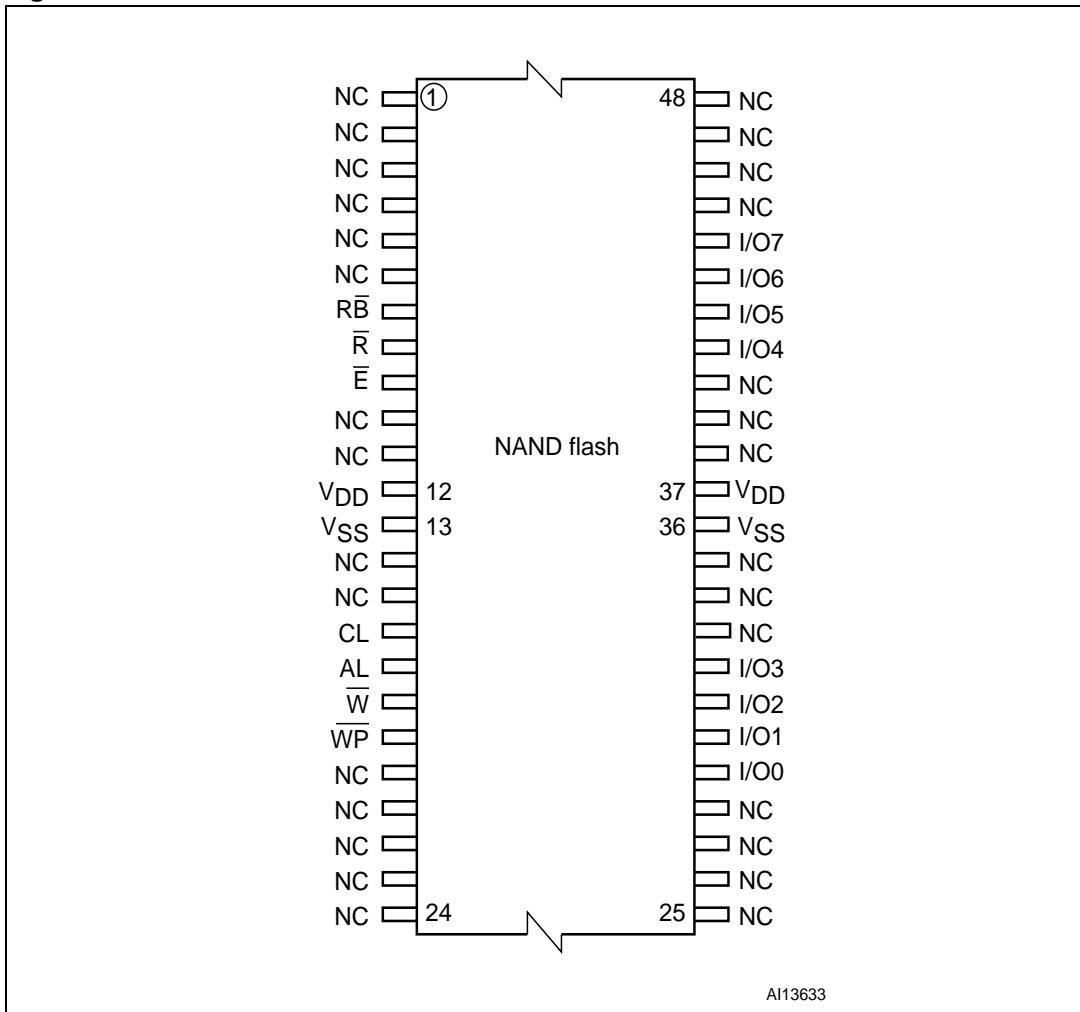 NC ① 48 NC
NC NC
NC NC
NC NC
NC I/O7
NC I/O6
RB̅ I/O5
R̅ I/O4
E̅ NC
NC NC
NC NAND flash NC
VDD 12 37 VDD
VSS 13 36 VSS
NC NC
NC NC
CL NC
AL I/O3
W̅ I/O2
W̅P̅ I/O1
NC I/O0
NC NC
NC NC
NC NC
NC 24 25 NC
AI13633